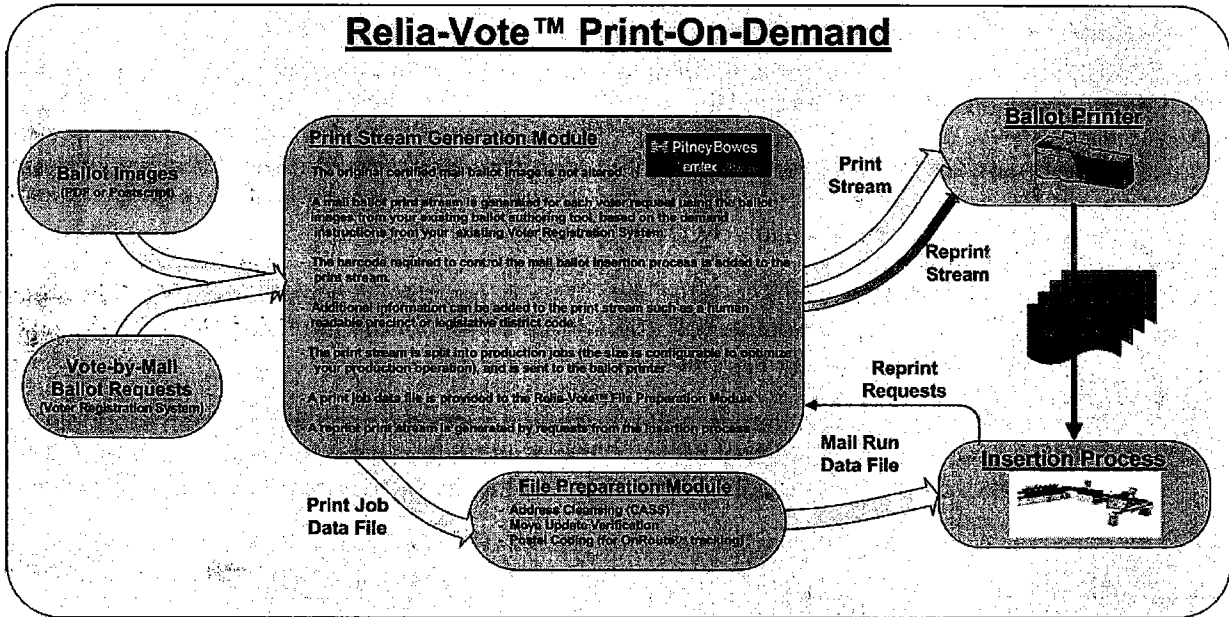 Relia-Vote™ Print-On-Demand
Ballot Images
(PDF or Postscript)
Vote-by-Mail
Ballot Requests
(Voter Registration System)
Print Stream Generation Module
PitneyBowes
- The original certified mail ballot image is not altered.
- A mail ballot print stream is generated for each voter request using the ballot
images from your existing ballot authoring tool, based on the demand
instructions from your existing Voter Registration System.
- The barcode required to control the mail ballot insertion process is added to the
print stream.
- Additional information can be added to the print stream such as a human
readable precinct or legislative district code.
- The print stream is split into production jobs (the size is configurable to optimize
your production operation), and is sent to the ballot printer.
- A print job data file is provided to the Relia-Vote™ File Preparation Module.
- A reprint print stream is generated by requests from the insertion process.
Print
Stream
Reprint
Stream
Ballot Printer
Reprint
Requests
Mail Run
Data File
Insertion Process
Print Job
Data File
File Preparation Module
- Address Cleansing (CASS)
- Move Update Verification
- Postal Coding (for OnRoute™ tracking)